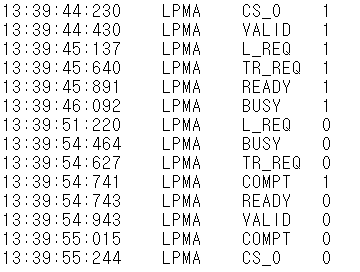 13:39:44:230 LPMA CS_0 1
13:39:44:430 LPMA VALID 1
13:39:45:137 LPMA L_REQ 1
13:39:45:640 LPMA TR_REQ 1
13:39:45:891 LPMA READY 1
13:39:46:092 LPMA BUSY 1
13:39:51:220 LPMA L_REQ 0
13:39:54:464 LPMA BUSY 0
13:39:54:627 LPMA TR_REQ 0
13:39:54:741 LPMA COMPT 1
13:39:54:743 LPMA READY 0
13:39:54:943 LPMA VALID 0
13:39:55:015 LPMA COMPT 0
13:39:55:244 LPMA CS_0 0